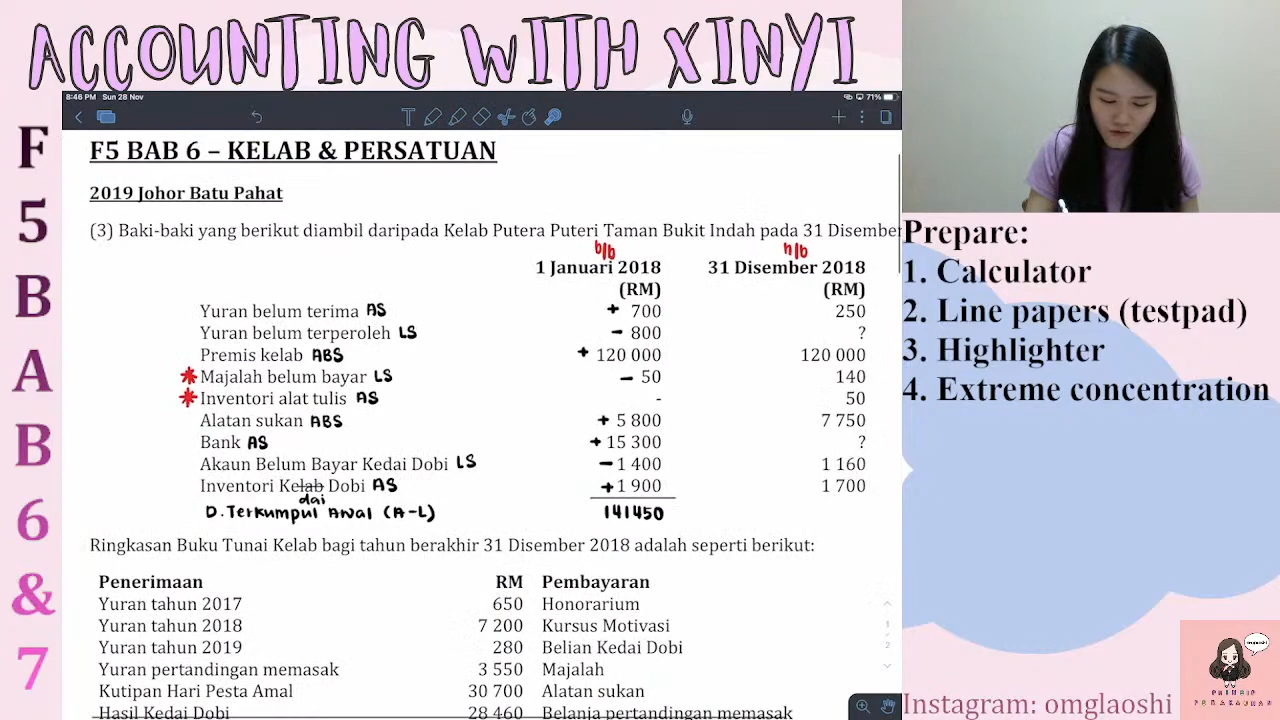 ACCOUNTING WITH XINYI
F
5
B
A
B
6
&
7
8:46 PM Sun 28 Nov
71%
F5 BAB 6 – KELAB & PERSATUAN
2019 Johor Batu Pahat
(3) Baki-baki yang berikut diambil daripada Kelab Putera Puteri Taman Bukit Indah pada 31 Disember
b/b h/b
1 Januari 2018 31 Disember 2018
(RM) (RM)
Yuran belum terima AS + 700 250
Yuran belum terperoleh LS - 800 ?
Premis kelab ABS + 120 000 120 000
* Majalah belum bayar LS - 50 140
* Inventori alat tulis AS - 50
Alatan sukan ABS + 5 800 7 750
Bank AS + 15 300 ?
Akaun Belum Bayar Kedai Dobi LS - 1 400 1 160
Inventori Kelab Dobi AS + 1 900 1 700
dai
D. Terkumpul Awal (A-L) 141450
Ringkasan Buku Tunai Kelab bagi tahun berakhir 31 Disember 2018 adalah seperti berikut:
Penerimaan RM Pembayaran
Yuran tahun 2017 650 Honorarium
Yuran tahun 2018 7 200 Kursus Motivasi
Yuran tahun 2019 280 Belian Kedai Dobi
Yuran pertandingan memasak 3 550 Majalah
Kutipan Hari Pesta Amal 30 700 Alatan sukan
Hasil Kedai Dobi 28 460 Belanja pertandingan memasak
Prepare:
1. Calculator
2. Line papers (testpad)
3. Highlighter
4. Extreme concentration
Instagram: omglaoshi